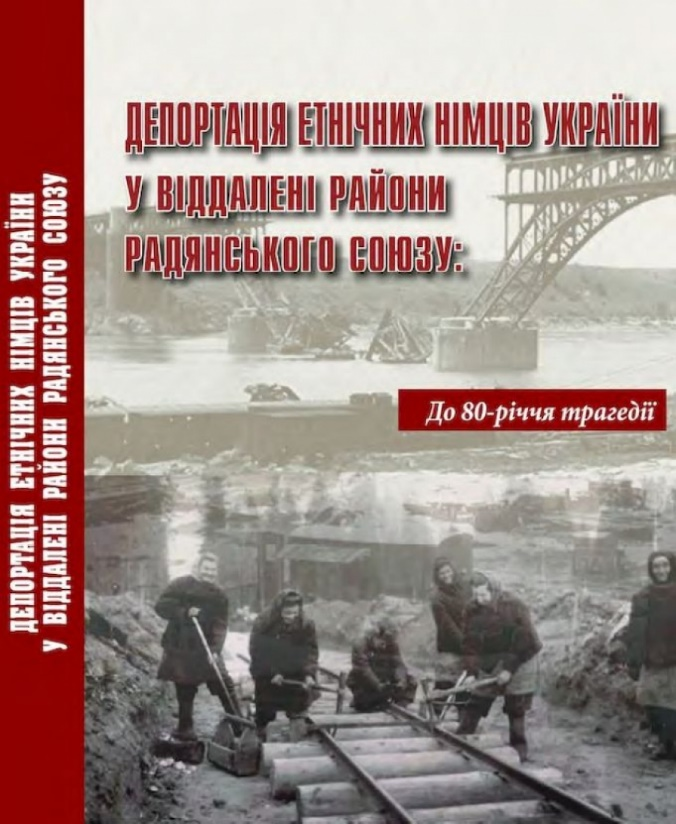 ДЕПОРТАЦІЯ ЕТНІЧНИХ НІМЦІВ УКРАЇНИ
У ВІДДАЛЕНІ РАЙОНИ
РАДЯНСЬКОГО СОЮЗУ:
До 80-річчя трагедії
ДЕПОРТАЦІЯ ЕТНІЧНИХ НІМЦІВ УКРАЇНИ
У ВІДДАЛЕНІ РАЙОНИ РАДЯНСЬКОГО СОЮЗУ